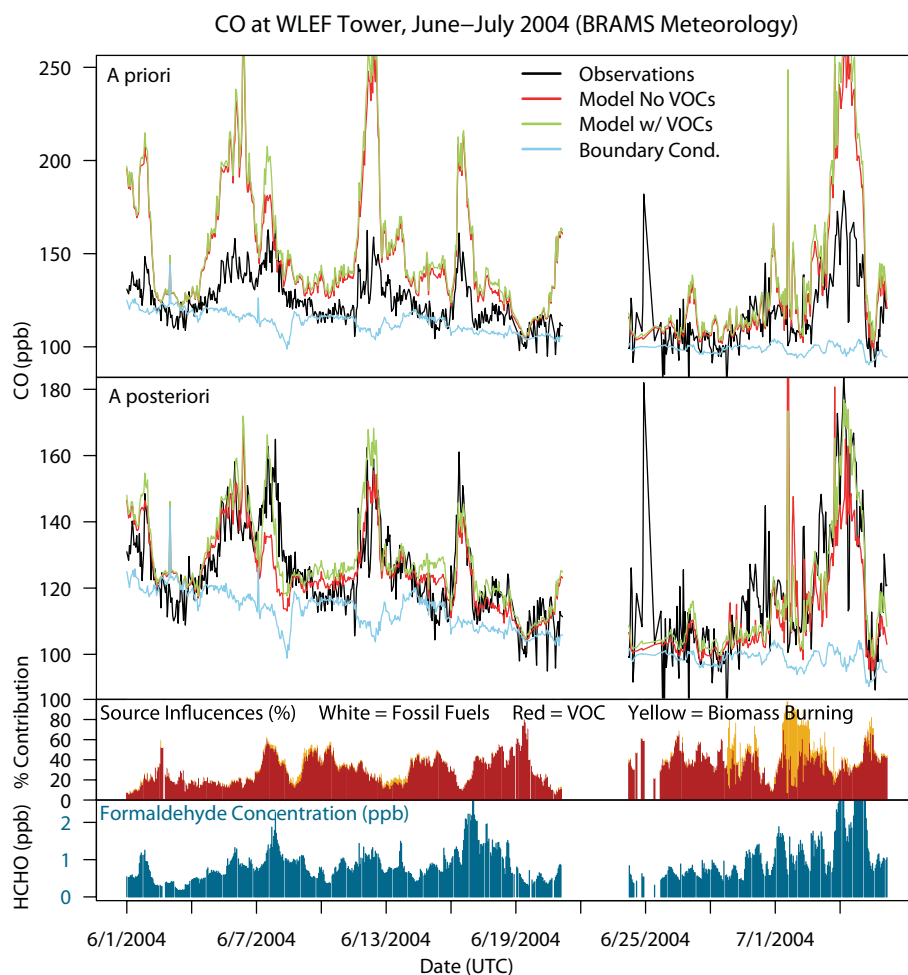 CO at WLEF Tower, June–July 2004 (BRAMS Meteorology)
A priori
Observations
Model No VOCs
Model w/ VOCs
Boundary Cond.
250
200
150
100
CO (ppb)
A posteriori
180
160
140
120
100
Source Influcences (%) White = Fossil Fuels Red = VOC Yellow = Biomass Burning
100
80
60
40
20
0
% Contribution
Formaldehyde Concentration (ppb)
2
1
0
HCHO (ppb)
6/1/2004 6/7/2004 6/13/2004 6/19/2004 6/25/2004 7/1/2004
Date (UTC)